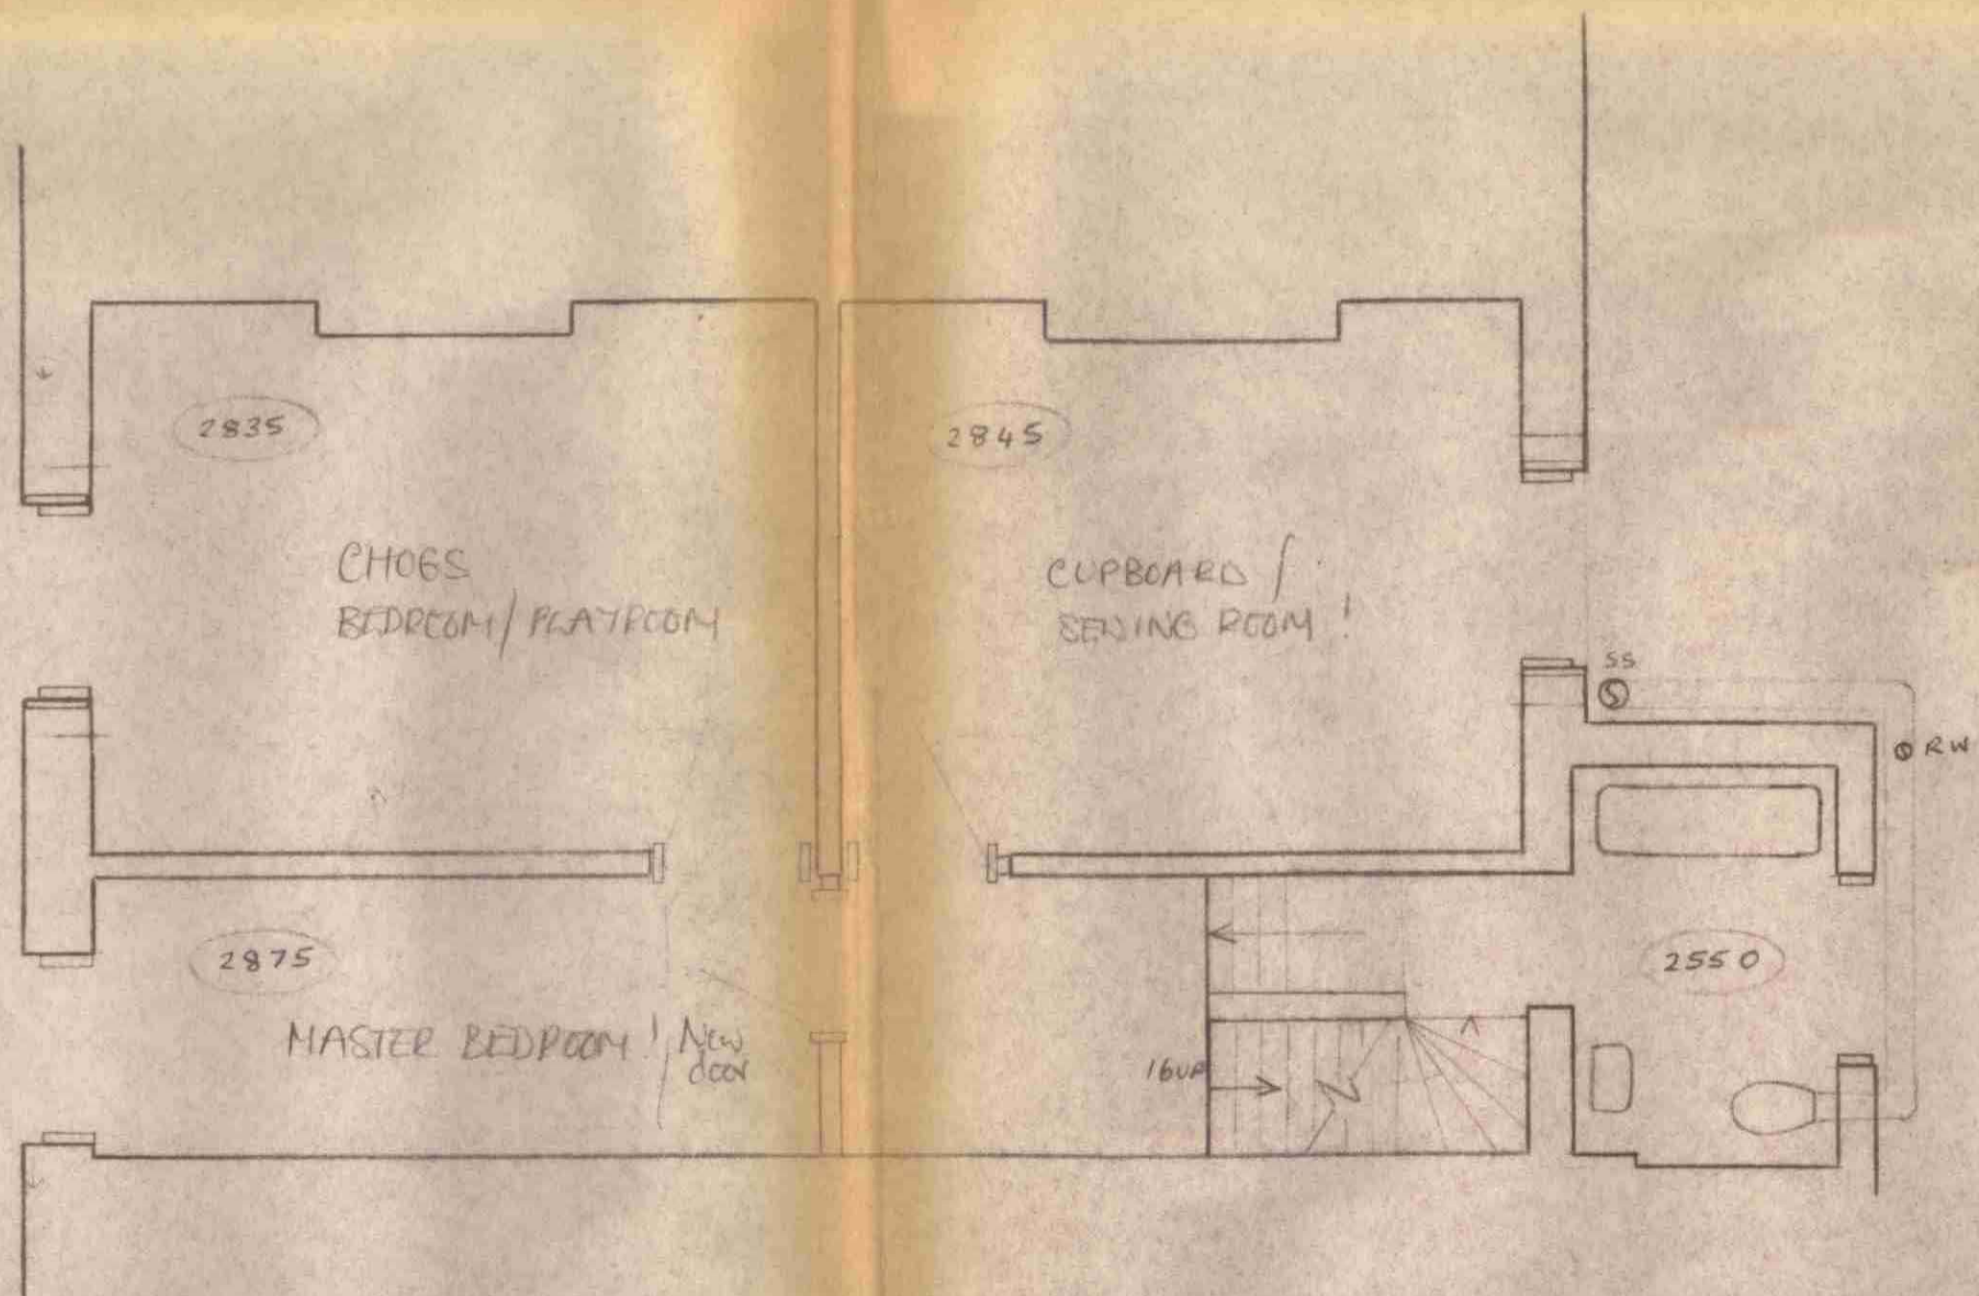 2835
2845
CHOGS
BEDROOM/PLAYROOM
CUPBOARD /
SEWING ROOM !
SS
S
RW
2875
2550
MASTER BEDROOM !
New
door
16UP